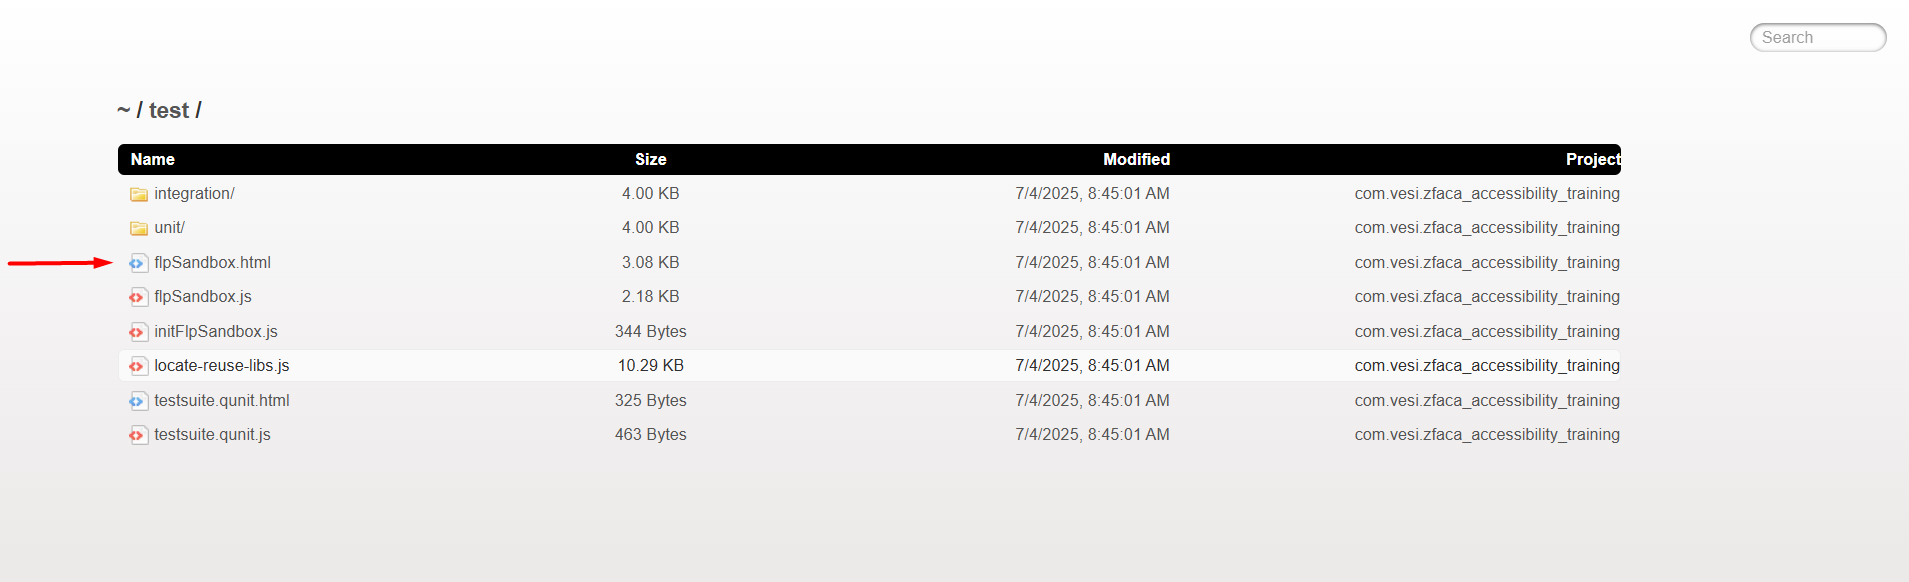 Search
~ / test /
Name Size Modified Project
integration/ 4.00 KB 7/4/2025, 8:45:01 AM com.vesi.zfaca_accessibility_training
unit/ 4.00 KB 7/4/2025, 8:45:01 AM com.vesi.zfaca_accessibility_training
flpSandbox.html 3.08 KB 7/4/2025, 8:45:01 AM com.vesi.zfaca_accessibility_training
flpSandbox.js 2.18 KB 7/4/2025, 8:45:01 AM com.vesi.zfaca_accessibility_training
initFlpSandbox.js 344 Bytes 7/4/2025, 8:45:01 AM com.vesi.zfaca_accessibility_training
locate-reuse-libs.js 10.29 KB 7/4/2025, 8:45:01 AM com.vesi.zfaca_accessibility_training
testsuite.qunit.html 325 Bytes 7/4/2025, 8:45:01 AM com.vesi.zfaca_accessibility_training
testsuite.qunit.js 463 Bytes 7/4/2025, 8:45:01 AM com.vesi.zfaca_accessibility_training